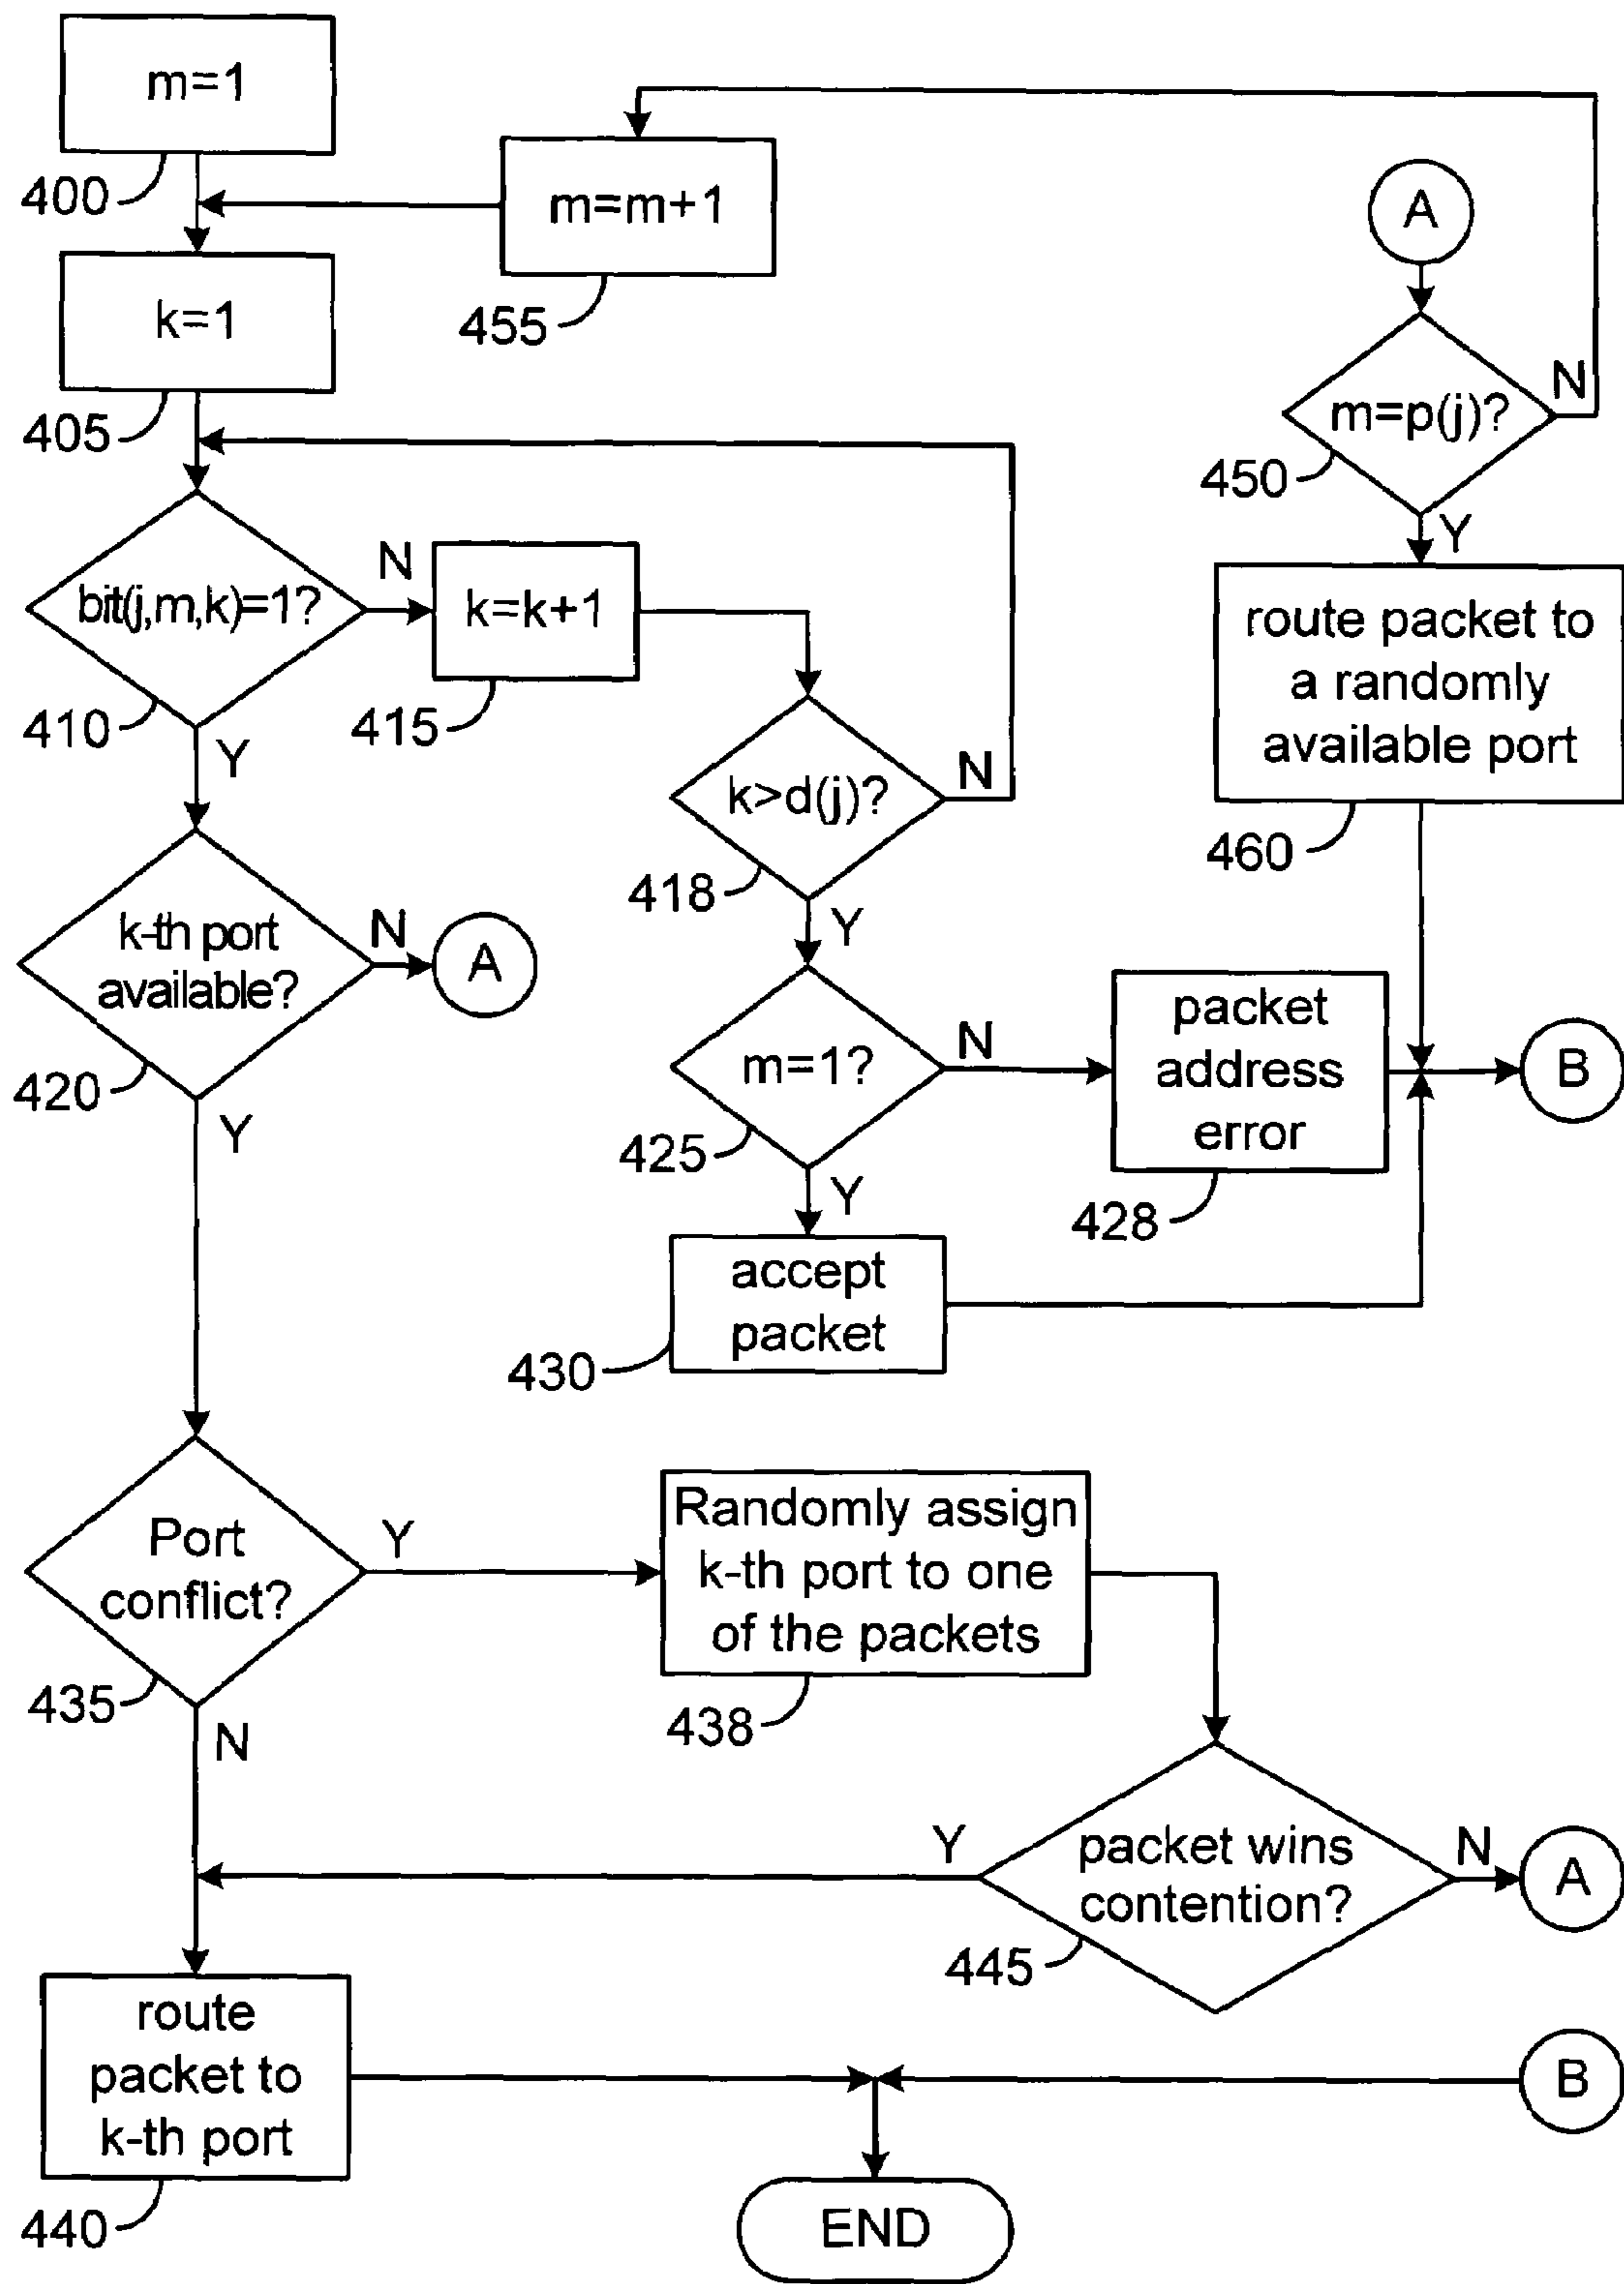 m=1
400
m=m+1
455
A
k=1
405
m=p(j)?
N
450
Y
bit(j,m,k)=1?
N
410
Y
k=k+1
415
route packet to
a randomly
available port
460
k>d(j)?
N
418
Y
k-th port
available?
N
A
420
Y
m=1?
N
425
Y
packet
address
error
428
B
accept
packet
430
Port
conflict?
Y
435
N
Randomly assign
k-th port to one
of the packets
438
Y
packet wins
contention?
N
A
445
route
packet to
k-th port
440
B
END